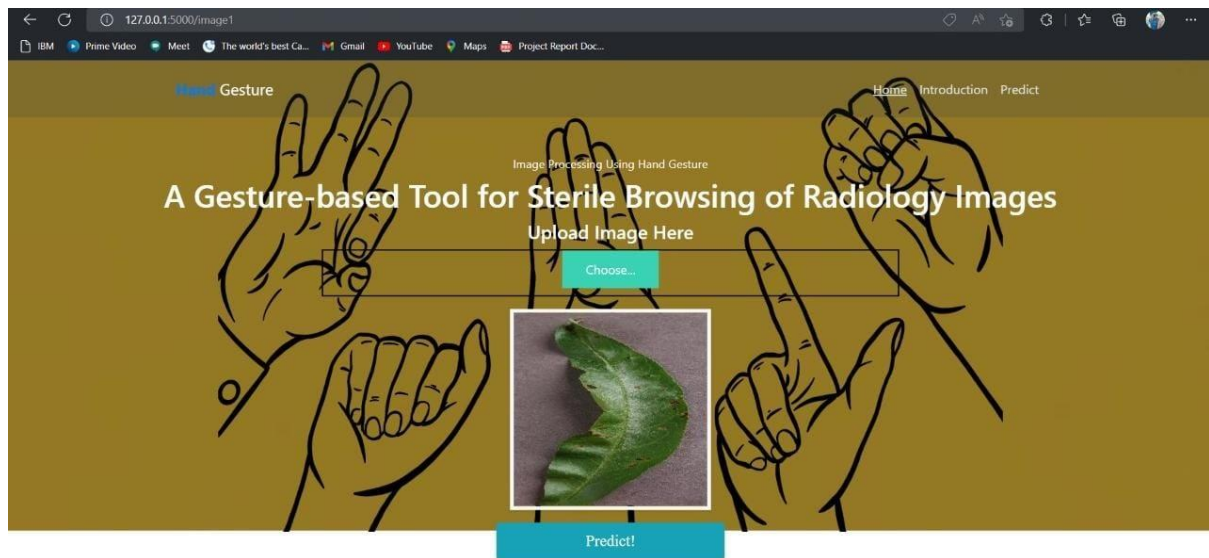 127.0.0.1:5000/image1
IBM Prime Video Meet The world's best Ca... Gmail YouTube Maps Project Report Doc...
Hand Gesture Home Introduction Predict
Image Processing Using Hand Gesture
A Gesture-based Tool for Sterile Browsing of Radiology Images
Upload Image Here
Choose...
Predict!